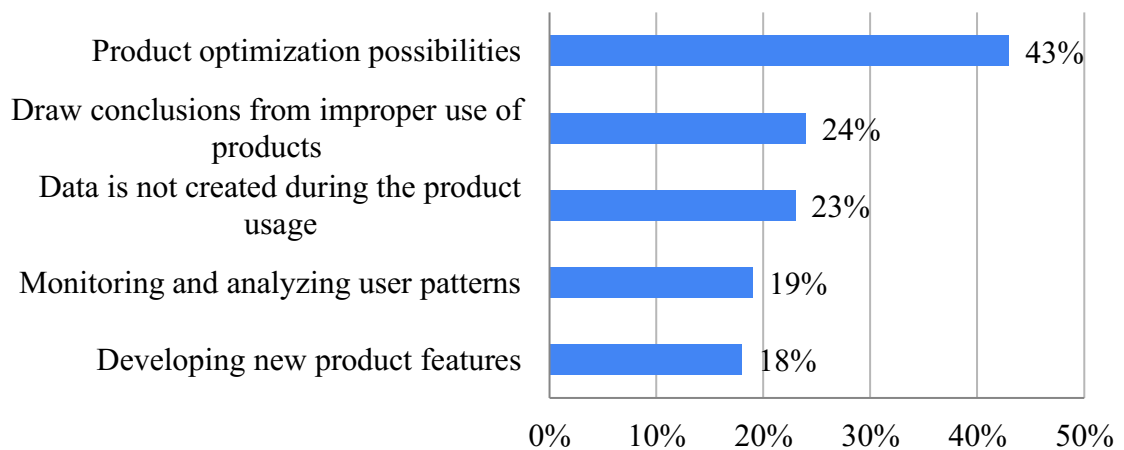 Product optimization possibilities
43%
Draw conclusions from improper use of
products
24%
Data is not created during the product
usage
23%
Monitoring and analyzing user patterns
19%
Developing new product features
18%
0% 10% 20% 30% 40% 50%